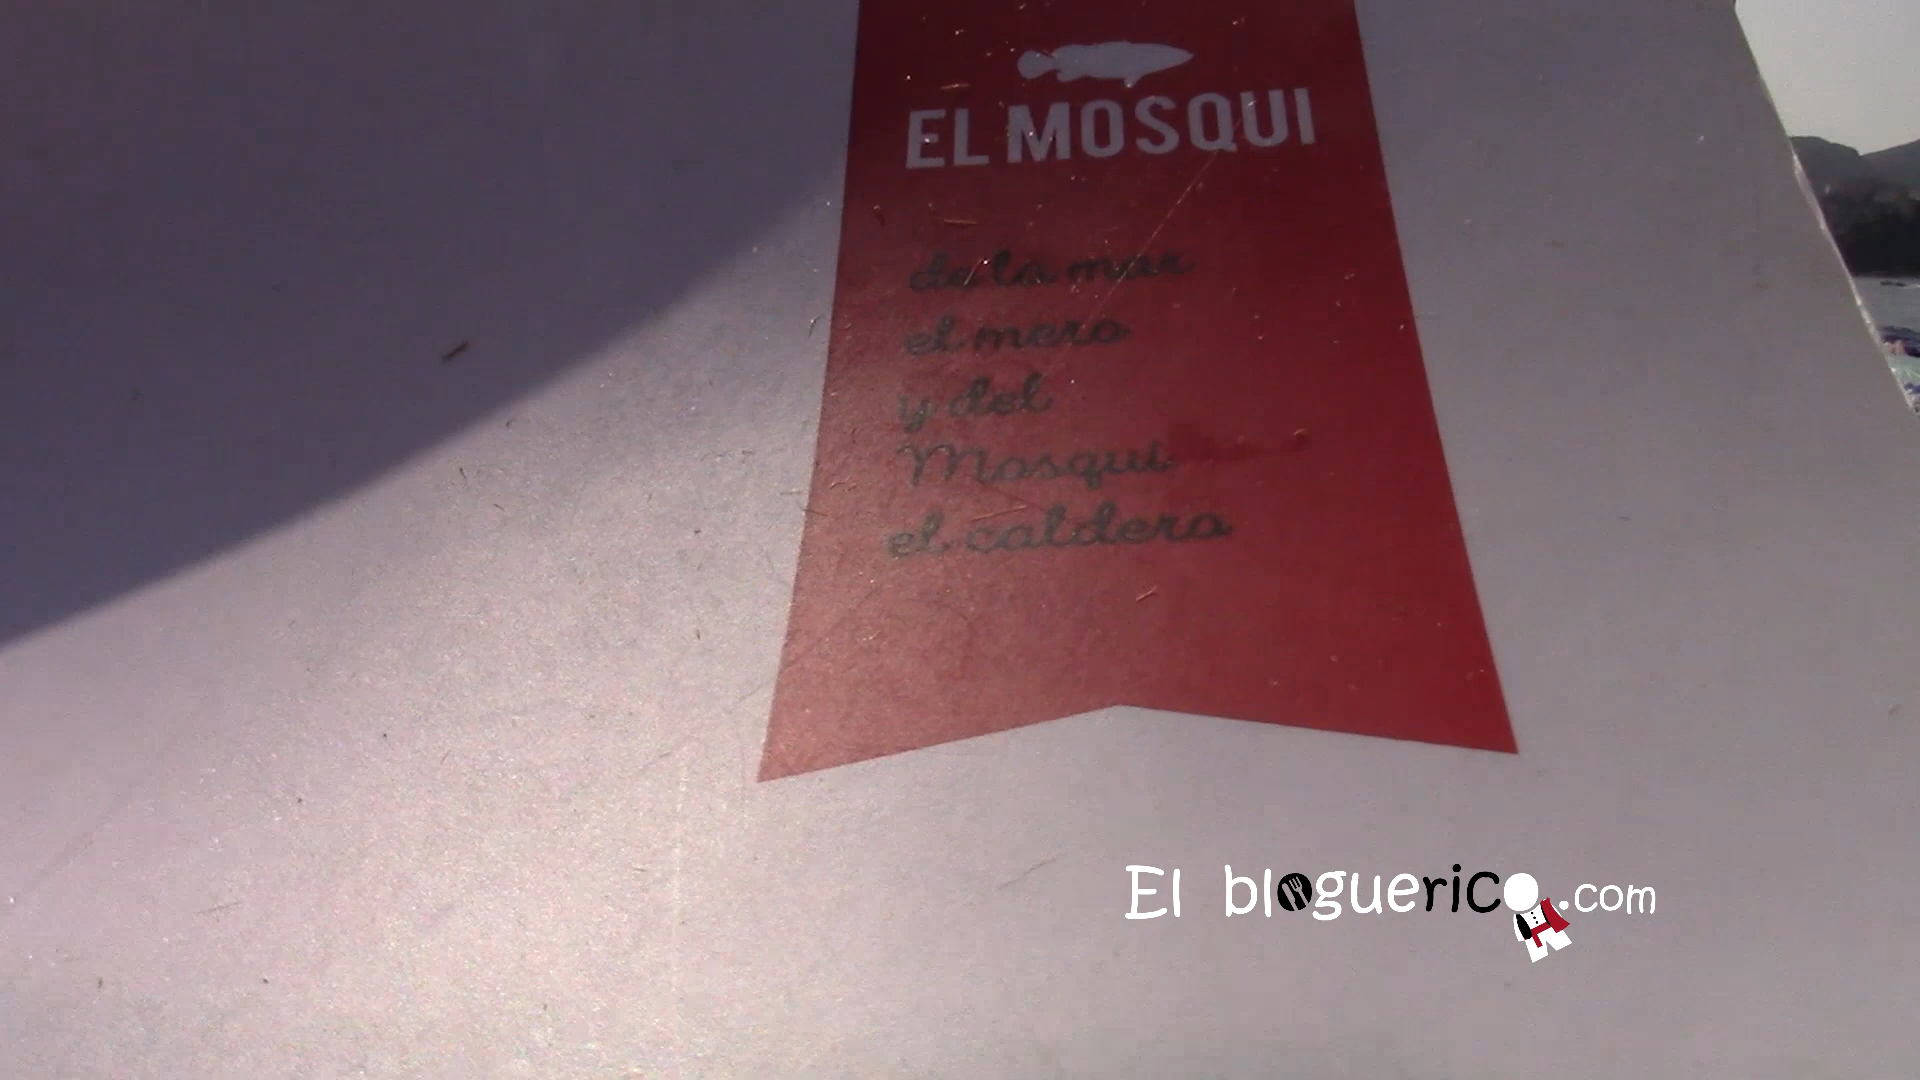 EL MOSQUI
de la mar
el mero
y del
Mosqui
el caldero
El bloguerico.com